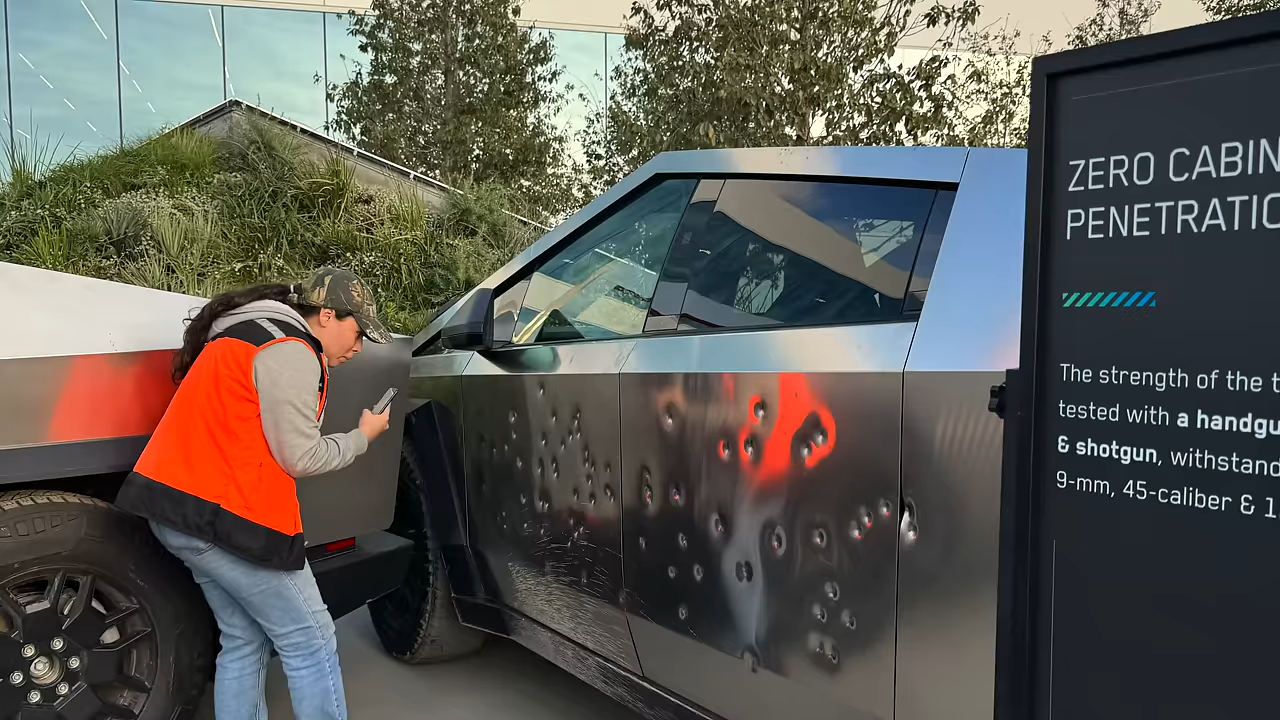 ZERO CABIN
PENETRATIO
The strength of the t
tested with a handgu
& shotgun, withstand
9-mm, 45-caliber & 1